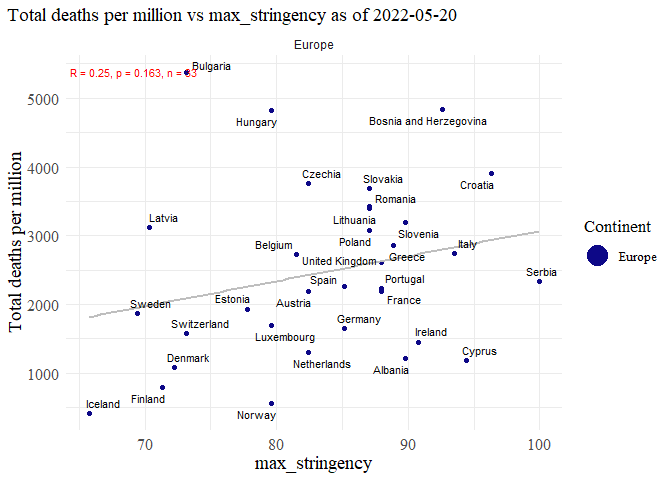 Total deaths per million vs max_stringency as of 2022-05-20
Europe
Bulgaria
R = 0.25, p = 0.163, n = 33
5000
Hungary
Bosnia and Herzegovina
4000
Czechia
Slovakia
Croatia
Romania
Latvia
Lithuania
3000
Slovenia
Poland
Belgium
Italy
United Kingdom
Greece
Serbia
Spain
Portugal
2000
Sweden
Estonia
Austria
France
Switzerland
Germany
Luxembourg
Ireland
Denmark
Netherlands
Cyprus
1000
Albania
Finland
Iceland
Norway
70
80
90
100
max_stringency
Total deaths per million
Continent
Europe